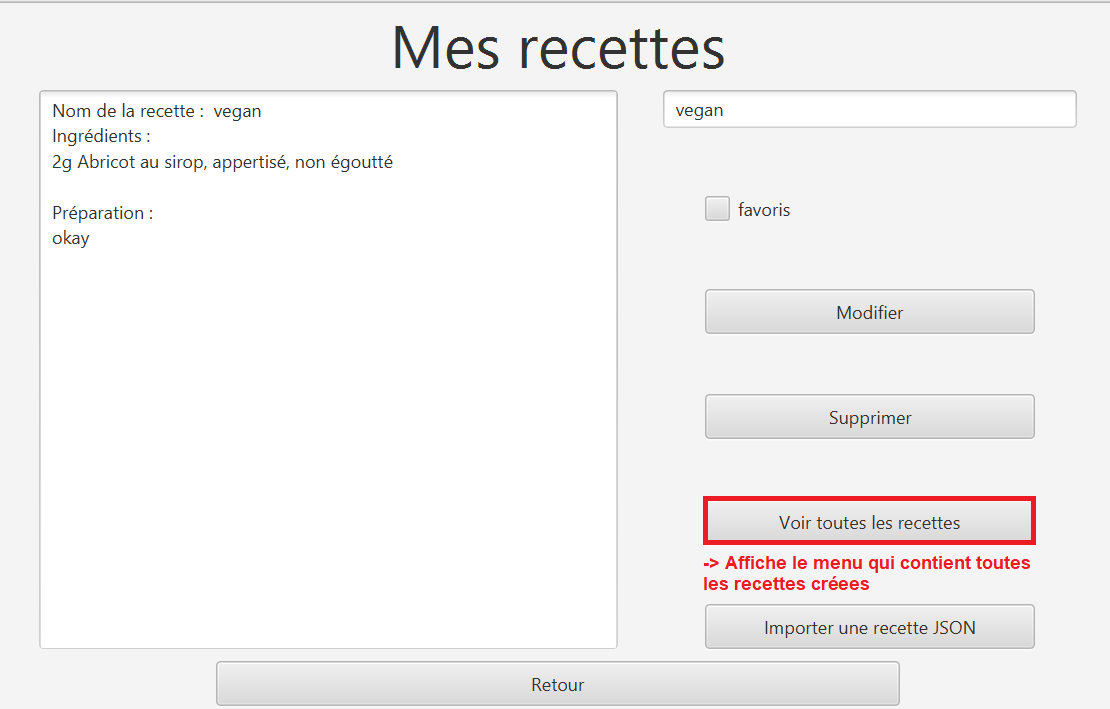 Mes recettes
Nom de la recette :  vegan
Ingrédients :
2g Abricot au sirop, appertisé, non égoutté
Préparation :
okay
vegan
favoris
Modifier
Supprimer
Voir toutes les recettes
-> Affiche le menu qui contient toutes
les recettes créees
Importer une recette JSON
Retour